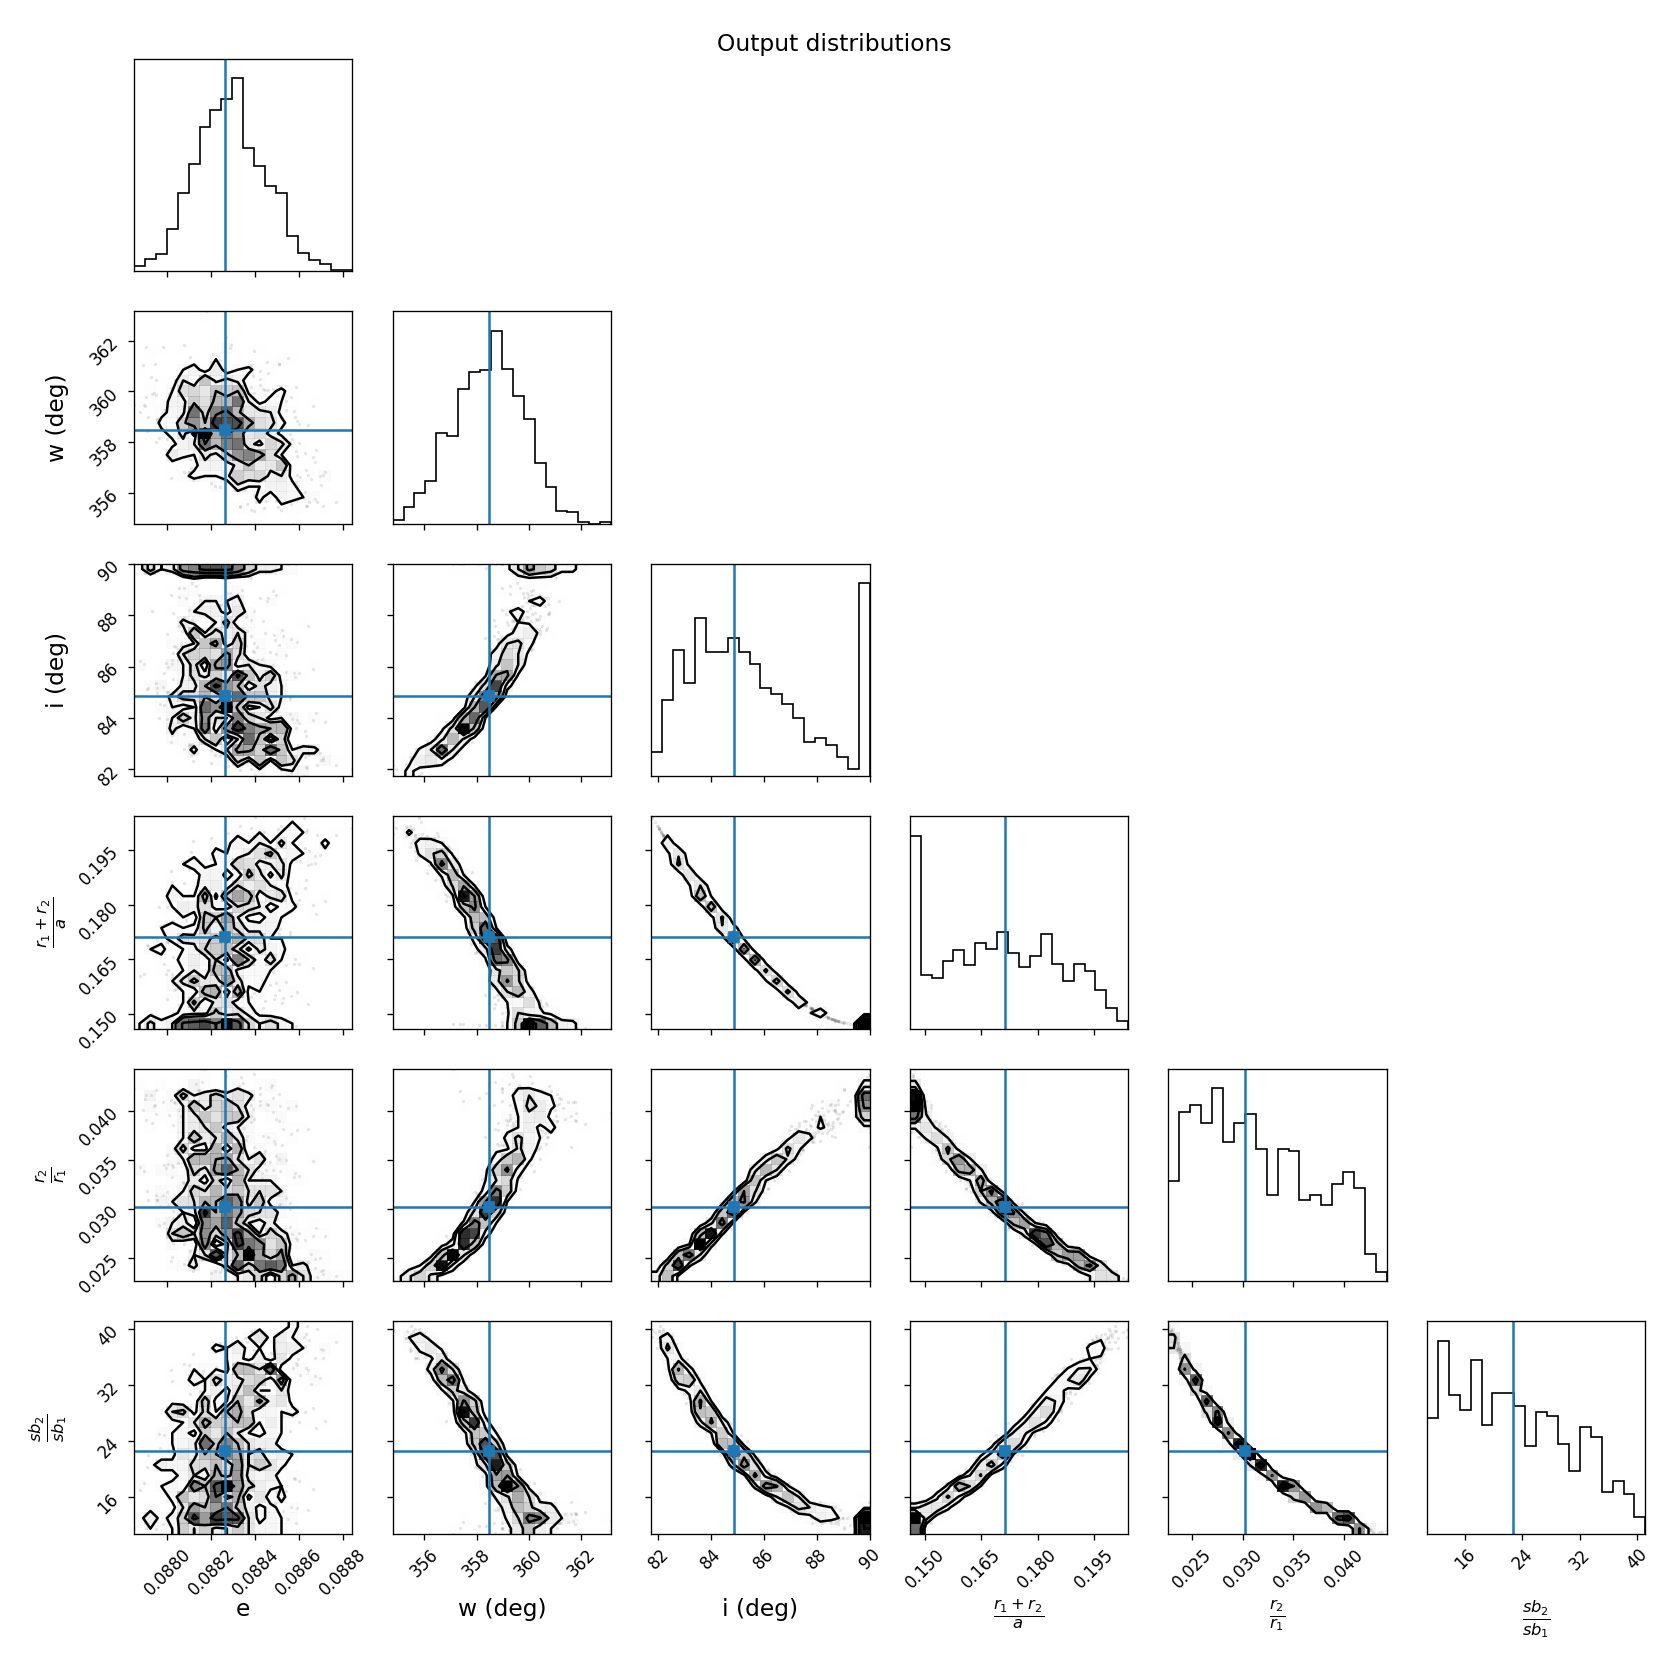 Output distributions
w (deg)
362
360
358
356
i (deg)
90
88
86
84
82
r₁ + r₂
a
0.195
0.180
0.165
0.150
r₂
r₁
0.040
0.035
0.030
0.025
sb₂
sb₁
40
32
24
16
0.0880 0.0882 0.0884 0.0886 0.0888
356 358 360 362
82 84 86 88 90
0.150 0.165 0.180 0.195
0.025 0.030 0.035 0.040
16 24 32 40
e
w (deg)
i (deg)
r₁ + r₂
a
r₂
r₁
sb₂
sb₁